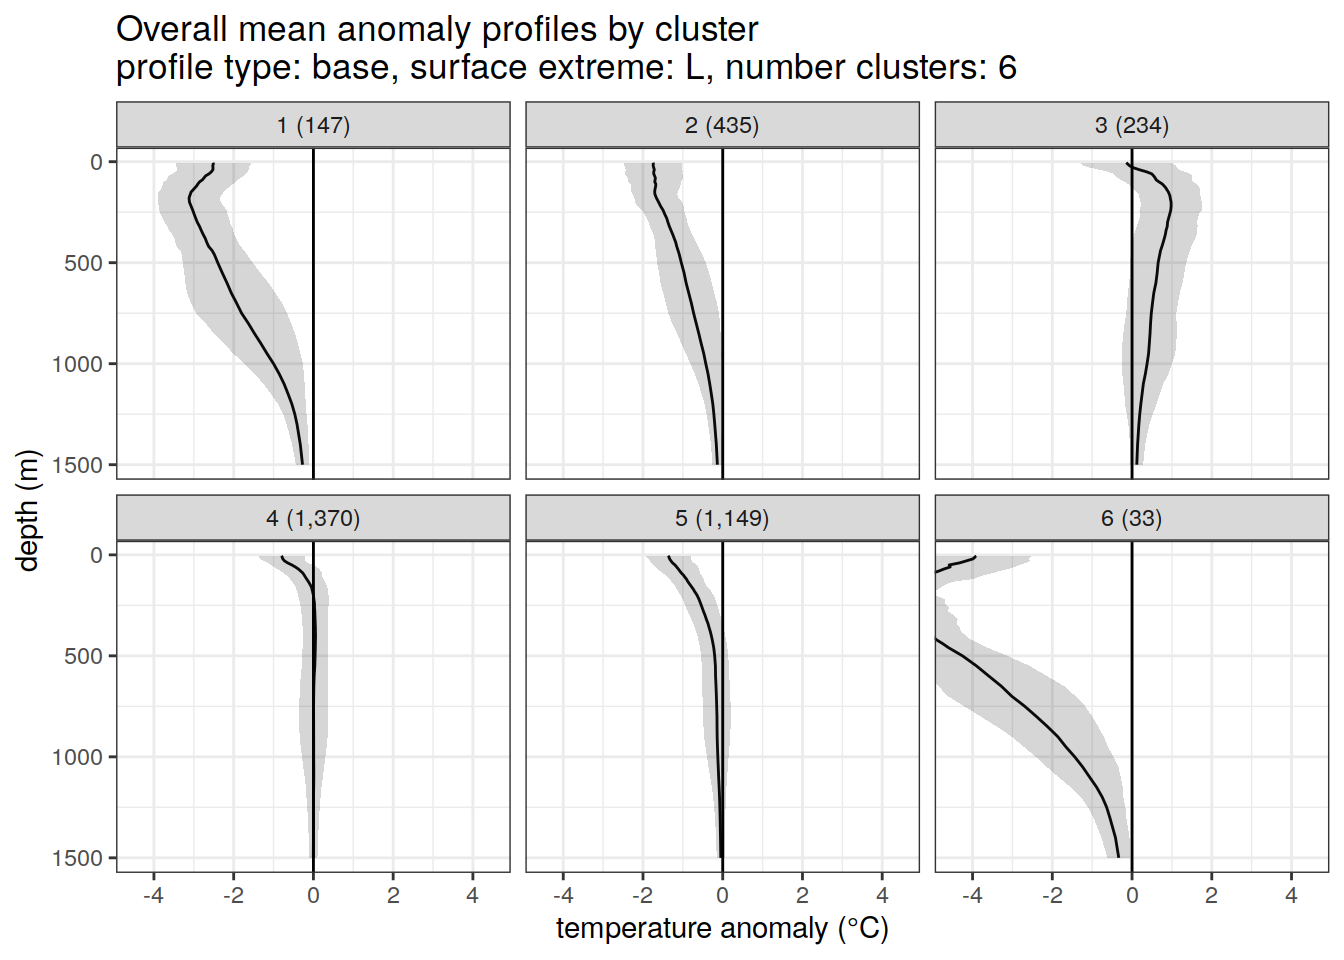 Overall mean anomaly profiles by cluster
profile type: base, surface extreme: L, number clusters: 6
1 (147)
2 (435)
3 (234)
0
500
1000
1500
4 (1,370)
5 (1,149)
6 (33)
0
500
1000
1500
-4 -2 0 2 4
-4 -2 0 2 4
-4 -2 0 2 4
depth (m)
temperature anomaly (°C)